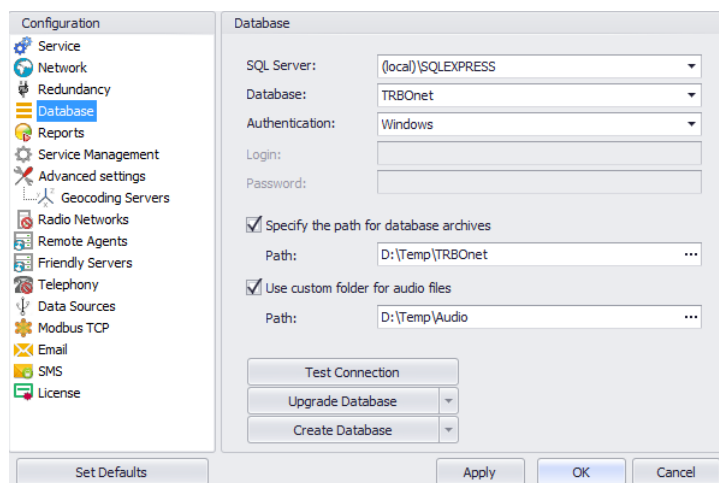 Configuration
Service
Network
Redundancy
Database
Reports
Service Management
Advanced settings
Geocoding Servers
Radio Networks
Remote Agents
Friendly Servers
Telephony
Data Sources
Modbus TCP
Email
SMS
License
Set Defaults
Database
SQL Server: (local)\SQLEXPRESS
Database: TRBOnet
Authentication: Windows
Login:
Password:
Specify the path for database archives
Path: D:\Temp\TRBOnet ...
Use custom folder for audio files
Path: D:\Temp\Audio ...
Test Connection
Upgrade Database
Create Database
Apply OK Cancel